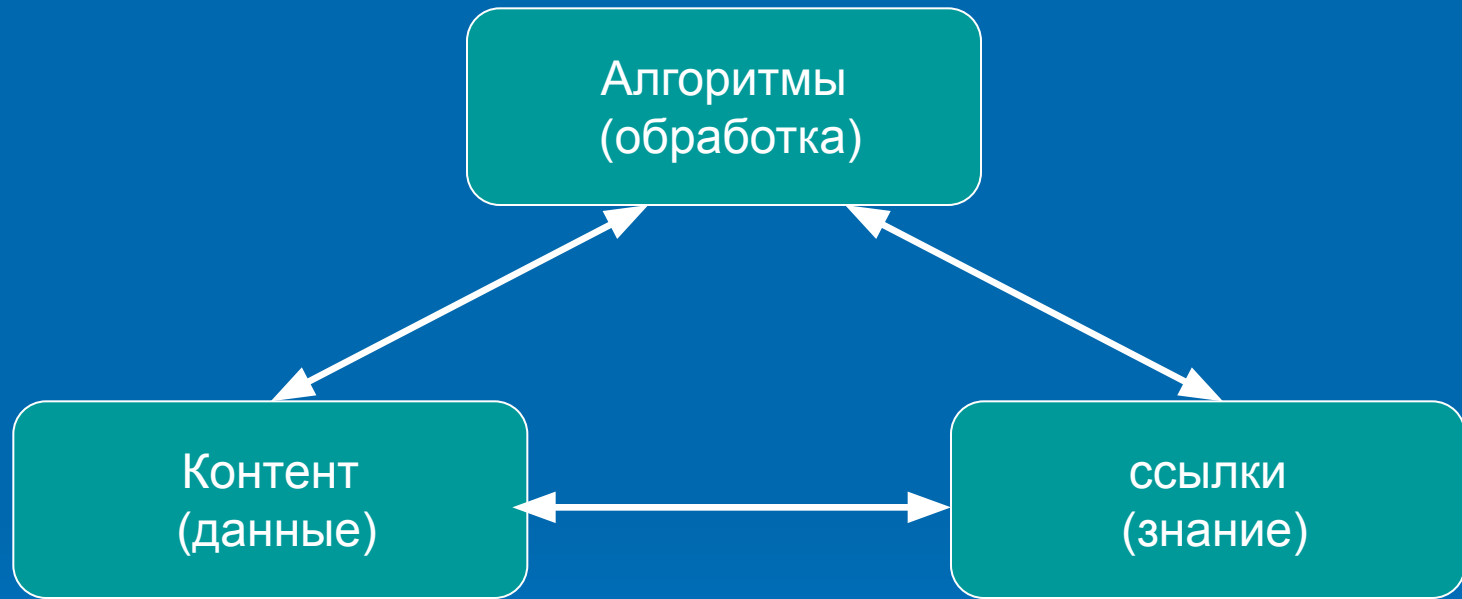 Алгоритмы
(обработка)
Контент
(данные)
ссылки
(знание)